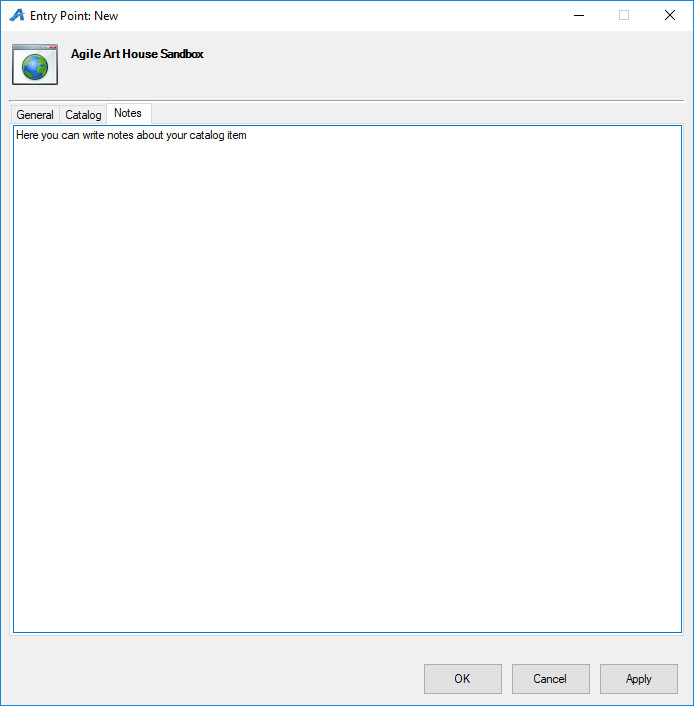 Entry Point: New
Agile Art House Sandbox
General Catalog Notes
Here you can write notes about your catalog item
OK Cancel Apply